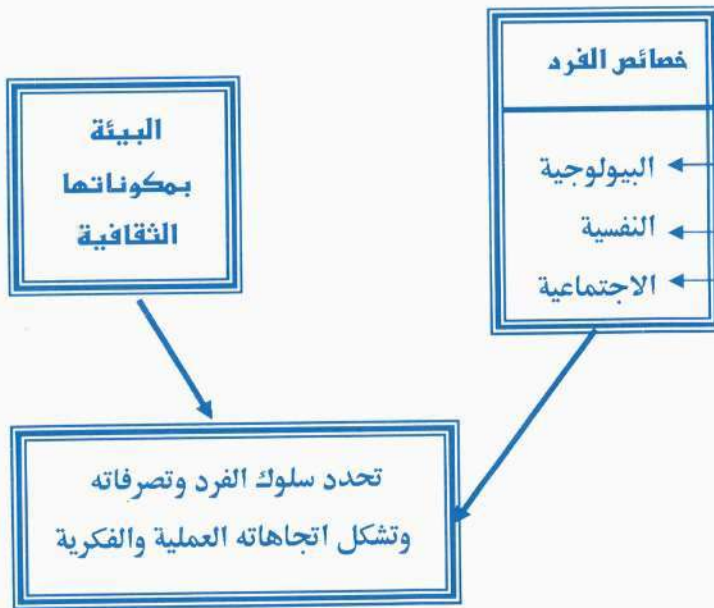 خصائص الفرد
البيولوجية
النفسية
الاجتماعية
البيئة
بمكوناتها
الثقافية
تحدد سلوك الفرد وتصرفاته
وتشكل اتجاهاته العملية والفكرية